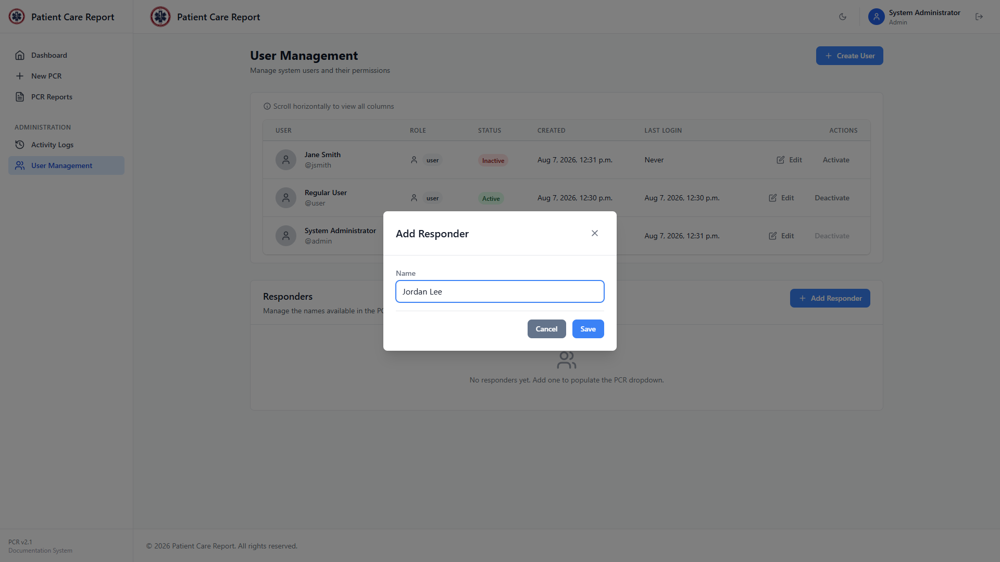 Patient Care Report
Patient Care Report
System Administrator
Admin
Dashboard
New PCR
PCR Reports
ADMINISTRATION
Activity Logs
User Management
User Management
Manage system users and their permissions
Create User
Scroll horizontally to view all columns
USER ROLE STATUS CREATED LAST LOGIN ACTIONS
Jane Smith
@jsmith
user Inactive Aug 7, 2026, 12:31 p.m. Never Edit Activate
Regular User
@user
user Active Aug 7, 2026, 12:30 p.m. Aug 7, 2026, 12:30 p.m. Edit Deactivate
System Administrator
@admin
Aug 7, 2026, 12:31 p.m. Edit Deactivate
Add Responder
Name
Jordan Lee
Cancel Save
Responders
Manage the names available in the
Add Responder
No responders yet. Add one to populate the PCR dropdown.
PCR v2.1
Documentation System
© 2026 Patient Care Report. All rights reserved.